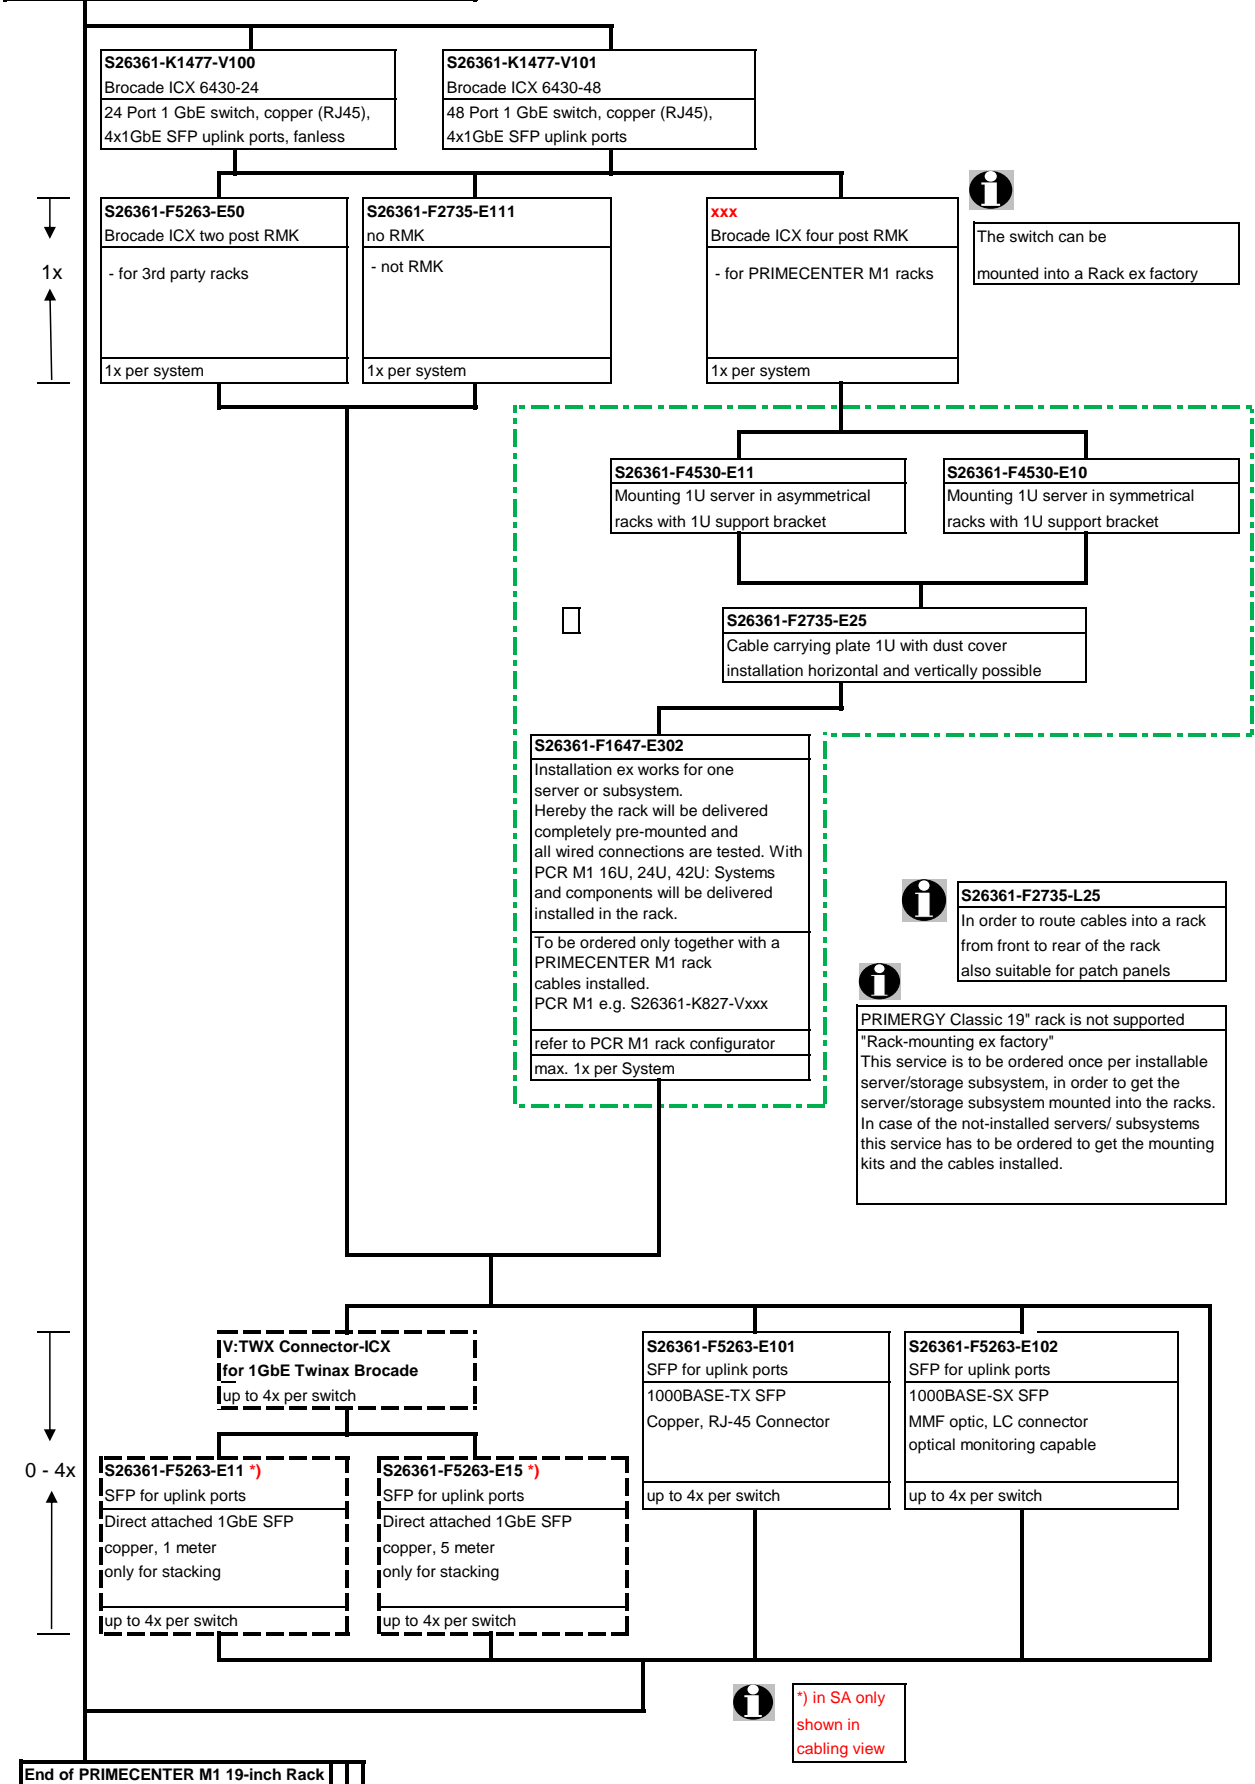 S26361-K1477-V100
Brocade ICX 6430-24
24 Port 1 GbE switch, copper (RJ45),
4x1GbE SFP uplink ports, fanless
S26361-K1477-V101
Brocade ICX 6430-48
48 Port 1 GbE switch, copper (RJ45),
4x1GbE SFP uplink ports
1x
S26361-F5263-E50
Brocade ICX two post RMK
- for 3rd party racks
1x per system
S26361-F2735-E111
no RMK
- not RMK
1x per system
xxx
Brocade ICX four post RMK
- for PRIMECENTER M1 racks
1x per system
i
The switch can be
mounted into a Rack ex factory
S26361-F4530-E11
Mounting 1U server in asymmetrical
racks with 1U support bracket
S26361-F4530-E10
Mounting 1U server in symmetrical
racks with 1U support bracket
S26361-F2735-E25
Cable carrying plate 1U with dust cover
installation horizontal and vertically possible
S26361-F1647-E302
Installation ex works for one
server or subsystem.
Hereby the rack will be delivered
completely pre-mounted and
all wired connections are tested. With
PCR M1 16U, 24U, 42U: Systems
and components will be delivered
installed in the rack.
To be ordered only together with a
PRIMECENTER M1 rack
cables installed.
PCR M1 e.g. S26361-K827-Vxxx
refer to PCR M1 rack configurator
max. 1x per System
i
S26361-F2735-L25
In order to route cables into a rack
from front to rear of the rack
also suitable for patch panels
i
PRIMERGY Classic 19" rack is not supported
"Rack-mounting ex factory"
This service is to be ordered once per installable
server/storage subsystem, in order to get the
server/storage subsystem mounted into the racks.
In case of the not-installed servers/ subsystems
this service has to be ordered to get the mounting
kits and the cables installed.
0 - 4x
V:TWX Connector-ICX
for 1GbE Twinax Brocade
up to 4x per switch
S26361-F5263-E11 *)
SFP for uplink ports
Direct attached 1GbE SFP
copper, 1 meter
only for stacking
up to 4x per switch
S26361-F5263-E15 *)
SFP for uplink ports
Direct attached 1GbE SFP
copper, 5 meter
only for stacking
up to 4x per switch
S26361-F5263-E101
SFP for uplink ports
1000BASE-TX SFP
Copper, RJ-45 Connector
up to 4x per switch
S26361-F5263-E102
SFP for uplink ports
1000BASE-SX SFP
MMF optic, LC connector
optical monitoring capable
up to 4x per switch
i
*) in SA only
shown in
cabling view
End of PRIMECENTER M1 19-inch Rack